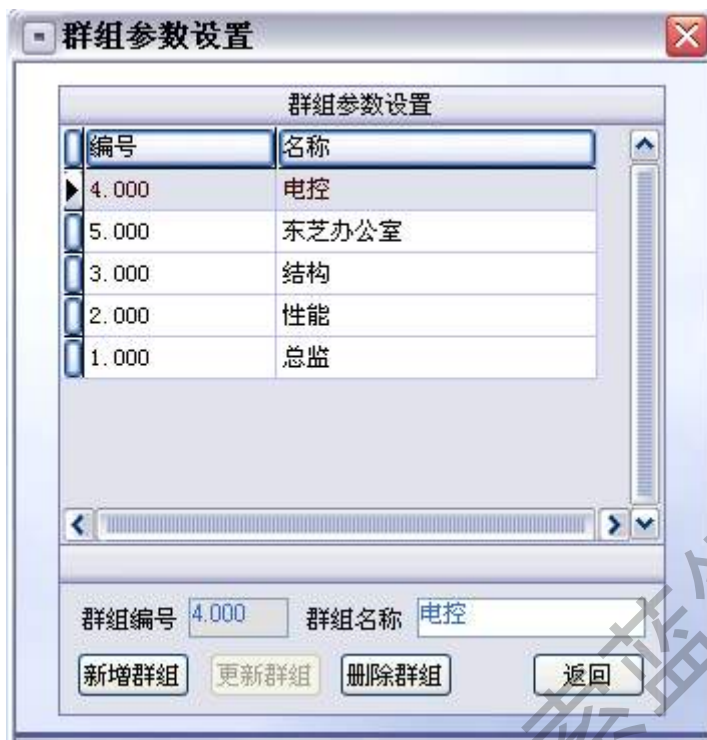 群组参数设置
群组参数设置
编号 名称
4.000 电控
5.000 东芝办公室
3.000 结构
2.000 性能
1.000 总监
群组编号 4.000 群组名称 电控
新增群组 更新群组 删除群组 返回